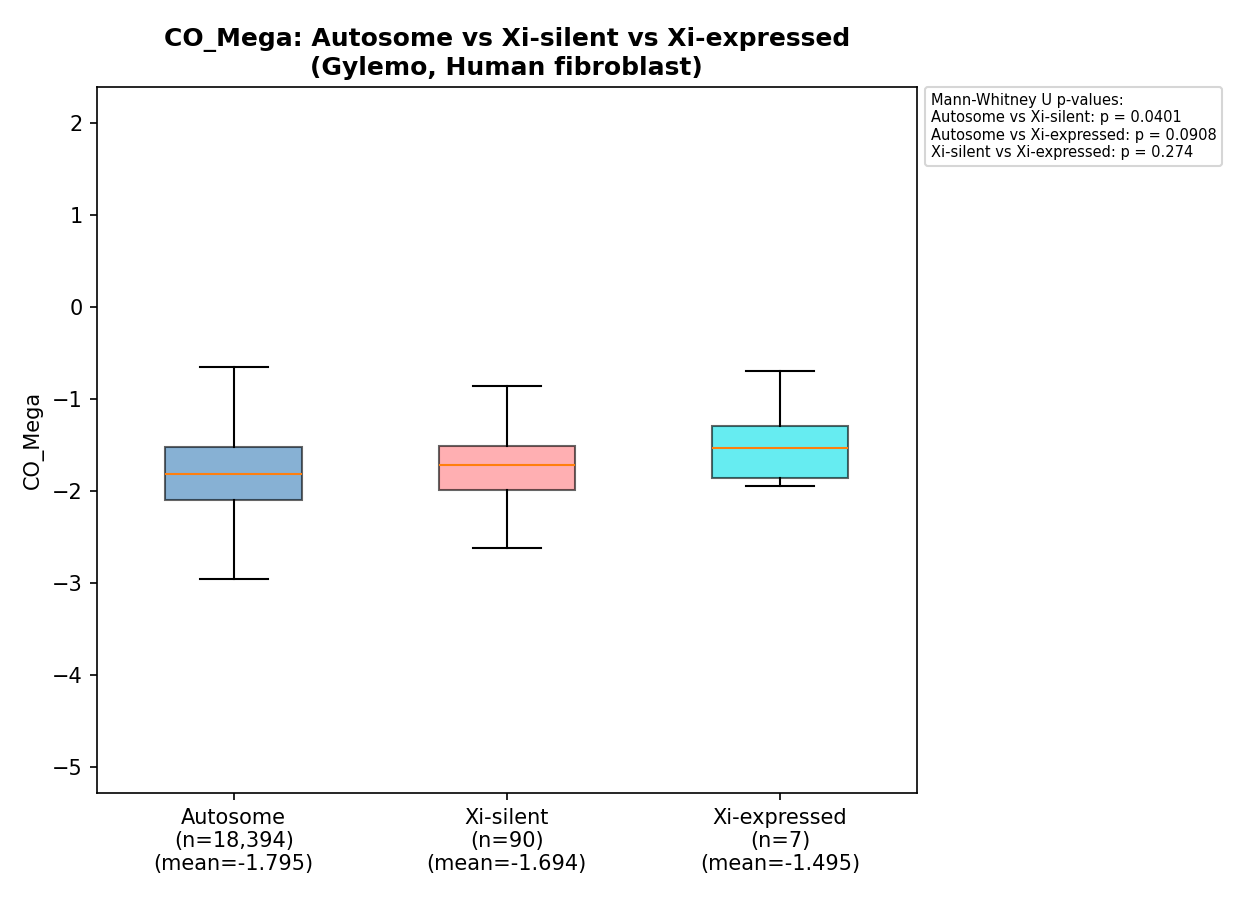 CO_Mega: Autosome vs Xi-silent vs Xi-expressed
(Gylemo, Human fibroblast)
Mann-Whitney U p-values:
Autosome vs Xi-silent: p = 0.0401
Autosome vs Xi-expressed: p = 0.0908
Xi-silent vs Xi-expressed: p = 0.274
CO_Mega
2
1
0
−1
−2
−3
−4
−5
Autosome
(n=18,394)
(mean=-1.795)
Xi-silent
(n=90)
(mean=-1.694)
Xi-expressed
(n=7)
(mean=-1.495)